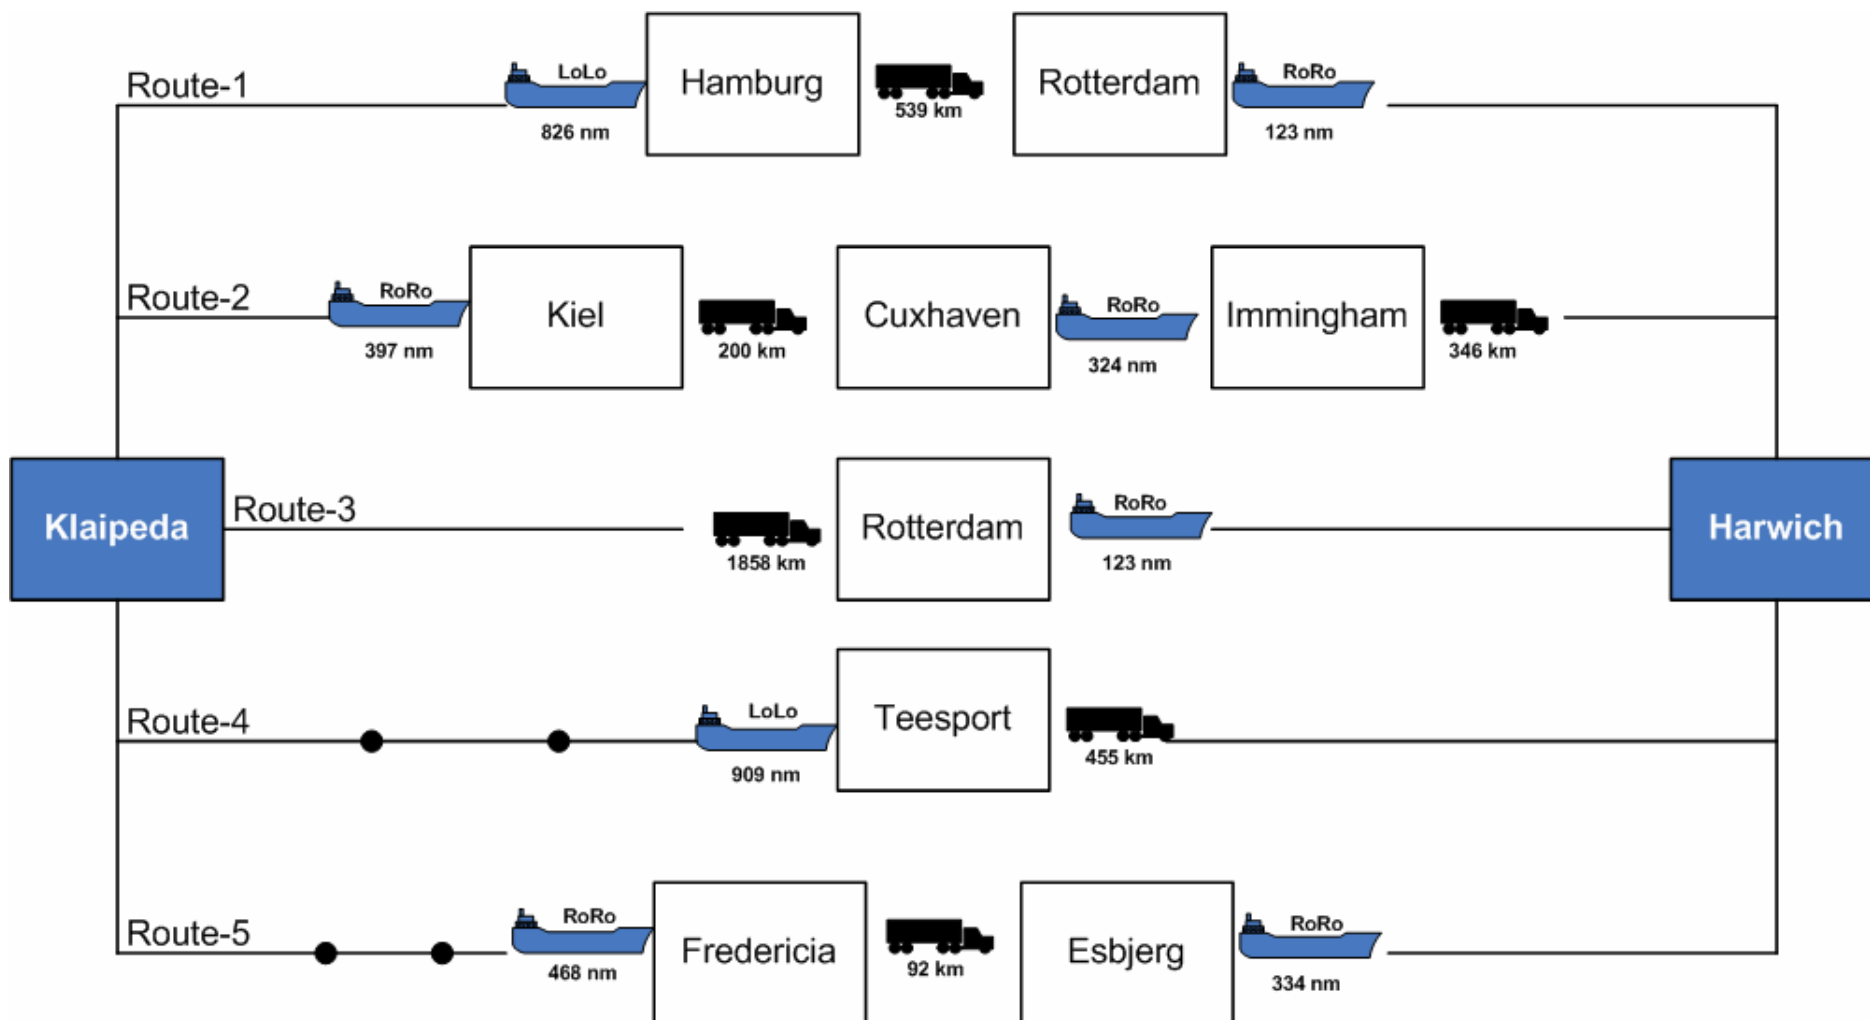 Route-1
LoLo
826 nm
Hamburg
539 km
Rotterdam
RoRo
123 nm
Route-2
RoRo
397 nm
Kiel
200 km
Cuxhaven
RoRo
324 nm
Immingham
346 km
Klaipeda
Route-3
1858 km
Rotterdam
RoRo
123 nm
Harwich
Route-4
LoLo
909 nm
Teesport
455 km
Route-5
RoRo
468 nm
Fredericia
92 km
Esbjerg
RoRo
334 nm